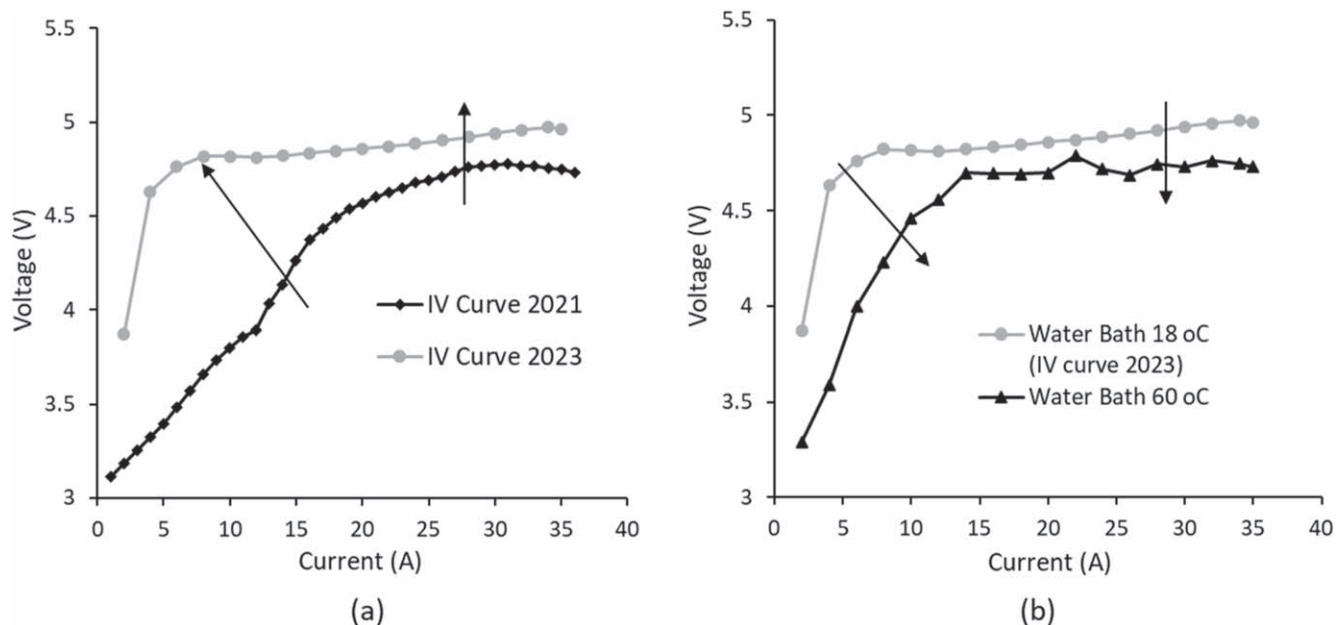 5.5
5
4.5
4
3.5
3
0 5 10 15 20 25 30 35 40
Voltage (V)
Current (A)
IV Curve 2021
IV Curve 2023
(a)
5.5
5
4.5
4
3.5
3
0 5 10 15 20 25 30 35 40
Voltage (V)
Current (A)
Water Bath 18 oC
(IV curve 2023)
Water Bath 60 oC
(b)